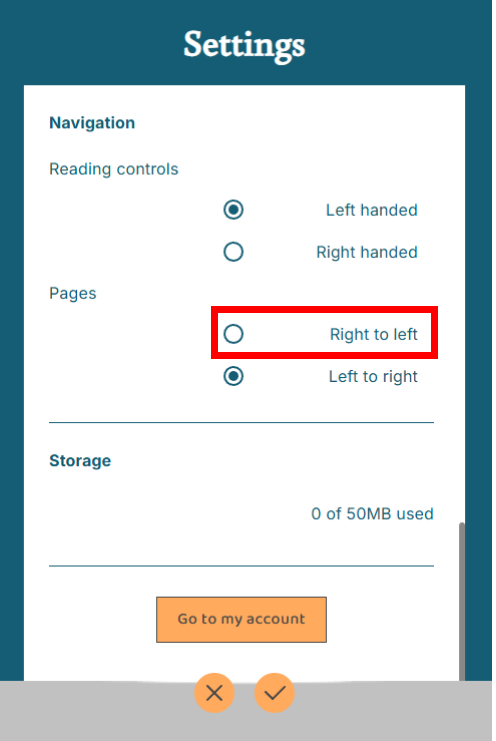 Settings
Navigation
Reading controls
Left handed
Right handed
Pages
Right to left
Left to right
Storage
0 of 50MB used
Go to my account